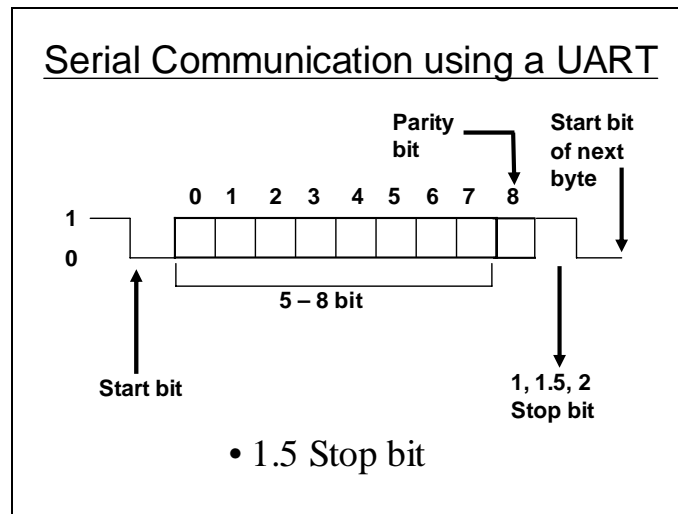 Serial Communication using a UART
Parity
bit
Start bit
of next
byte
0 1 2 3 4 5 6 7 8
1
0
5 – 8 bit
Start bit
1, 1.5, 2
Stop bit
• 1.5 Stop bit